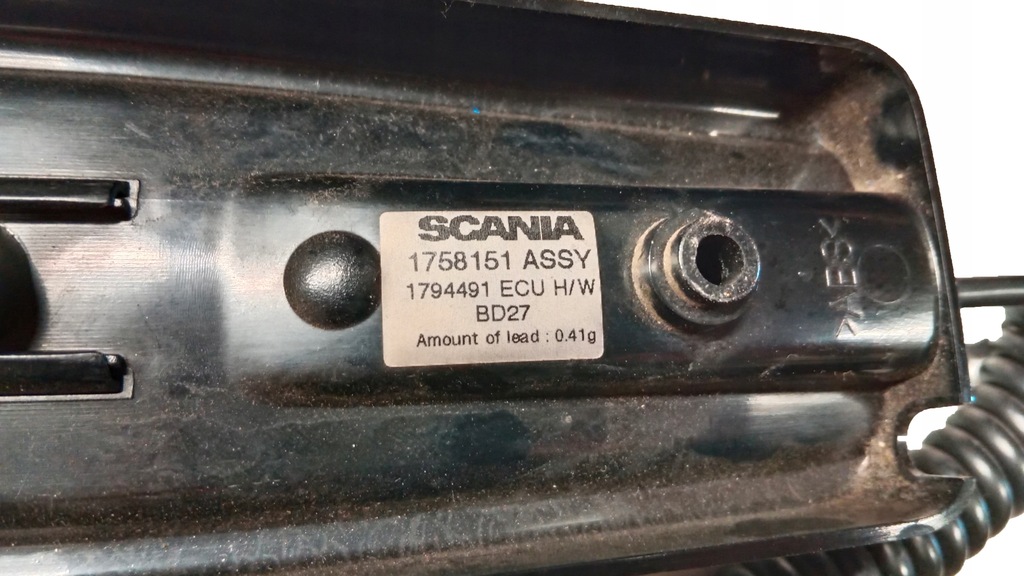 SCANIA
1758151 ASSY
1794491 ECU H/W
BD27
Amount of lead : 0.41g